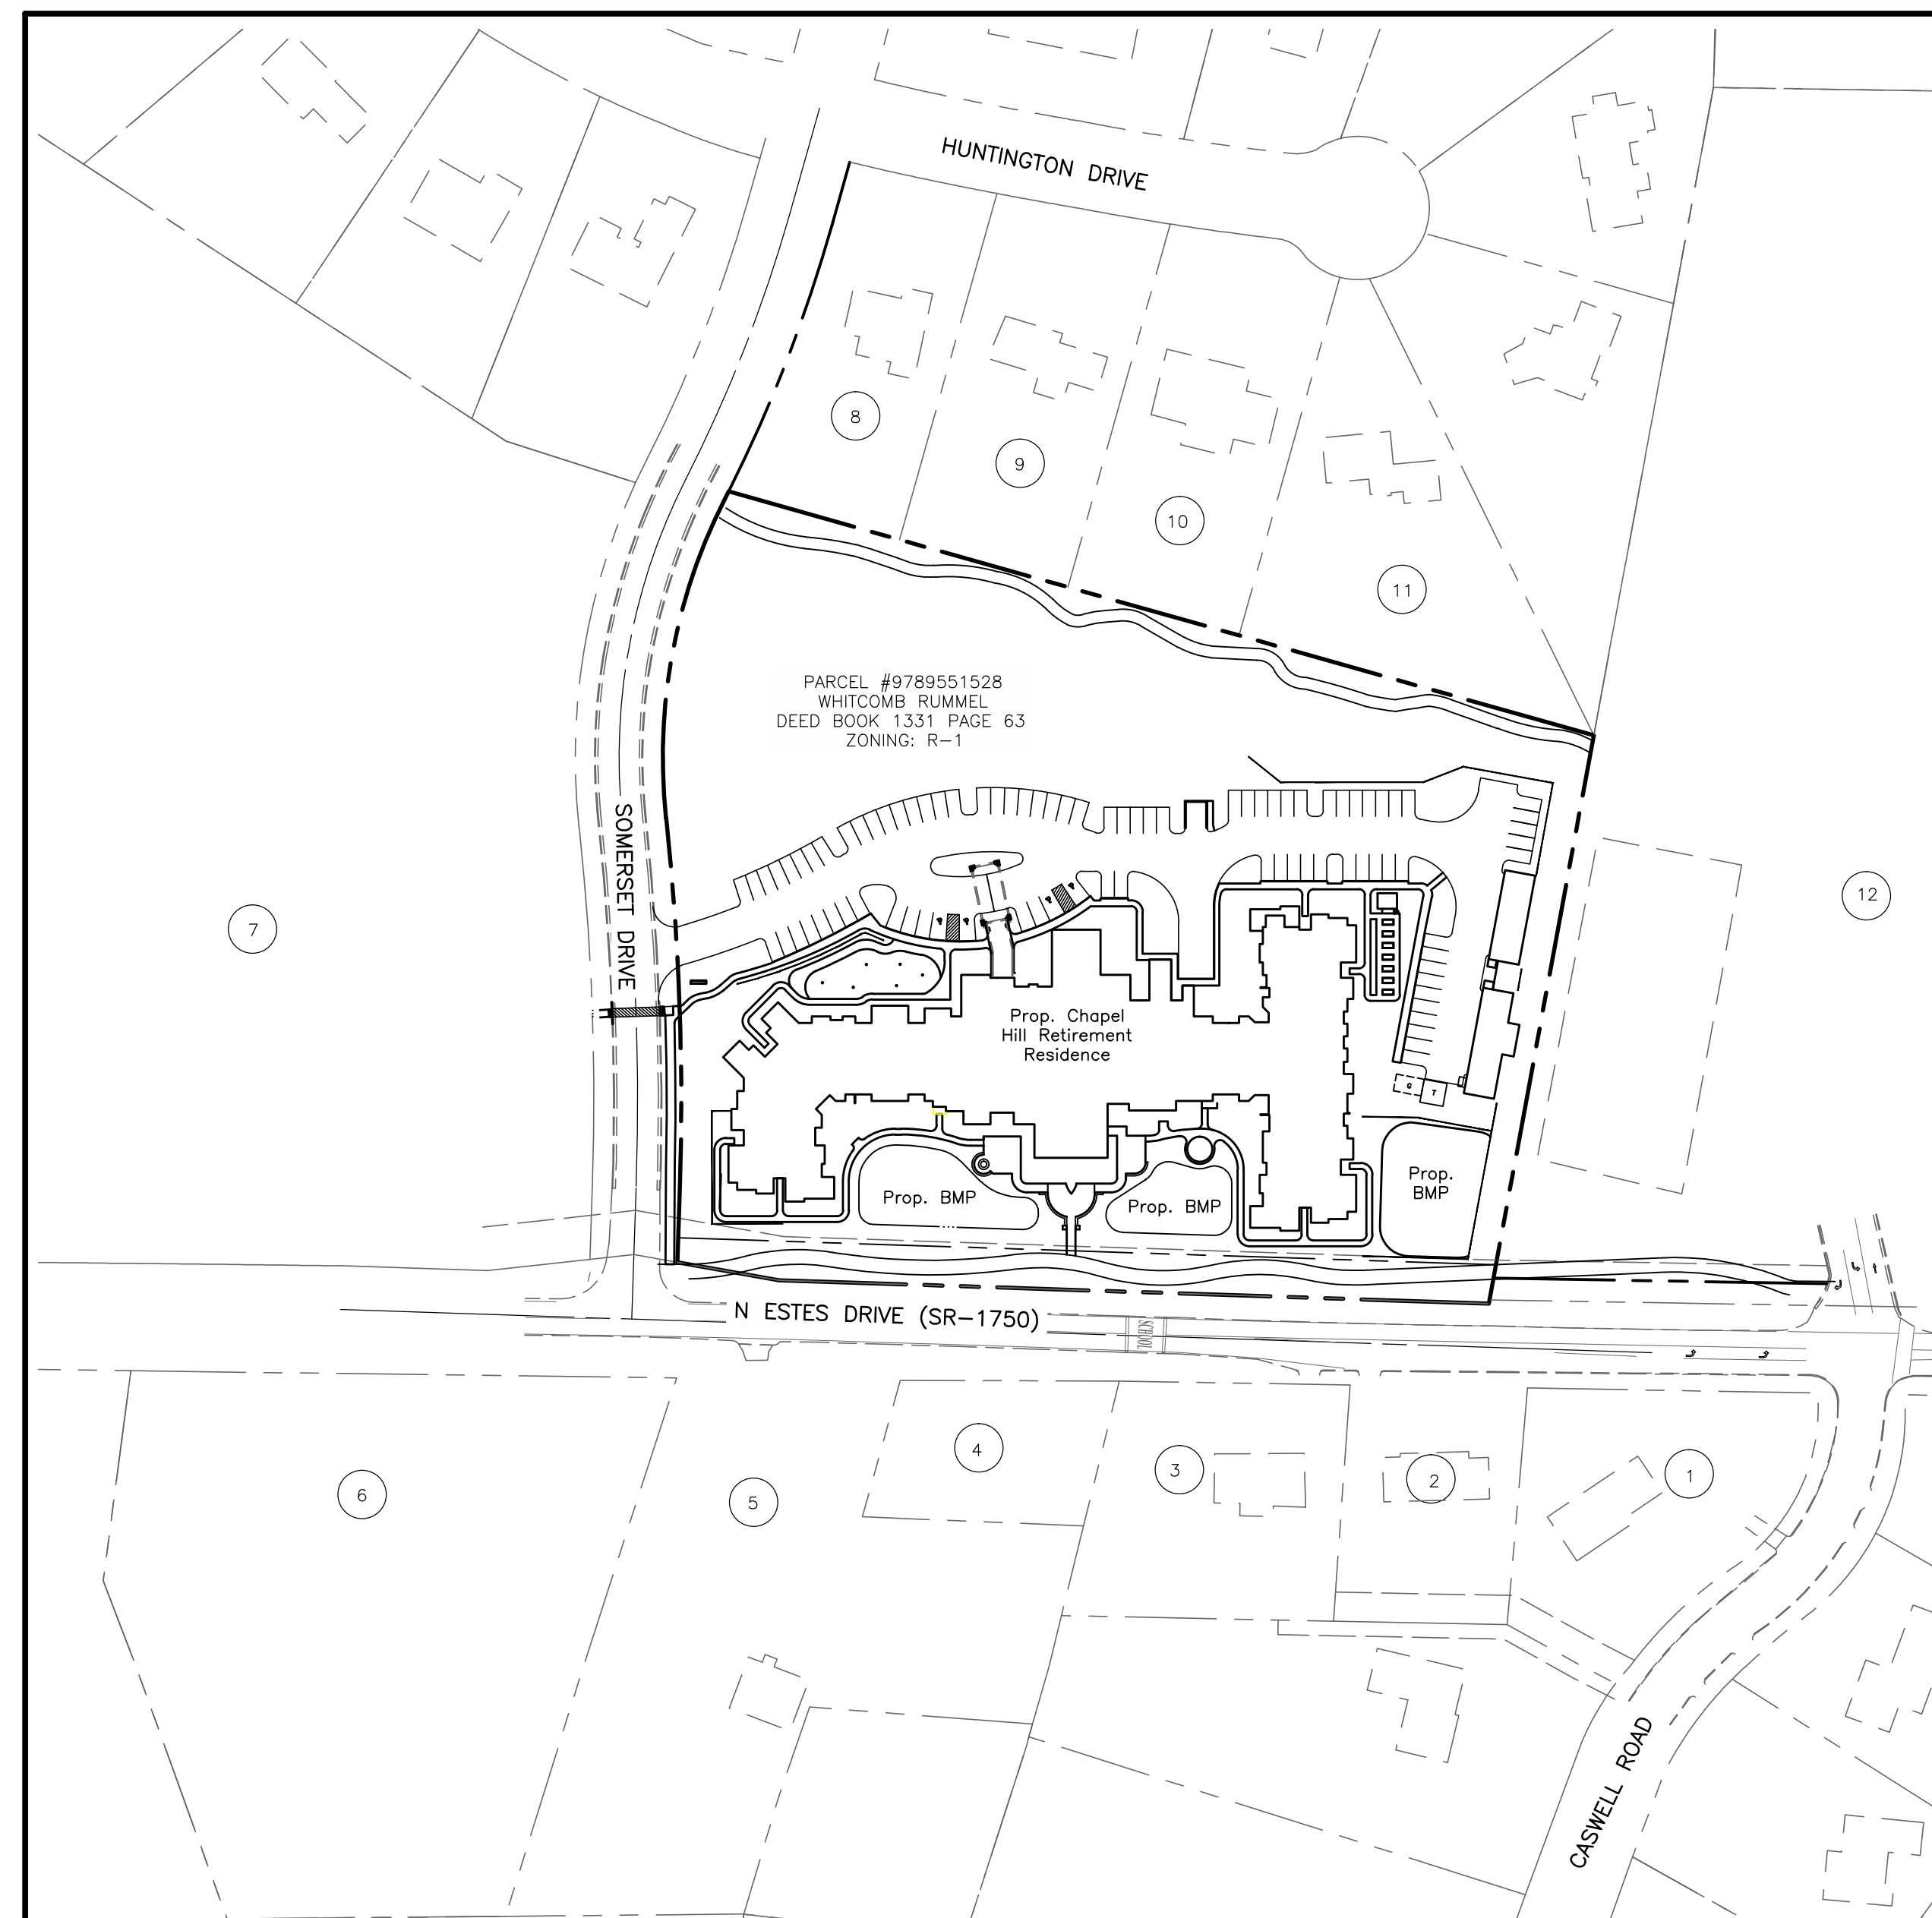 HUNTINGTON DRIVE
8
9
10
11
PARCEL #9789551528
WHITCOMB RUMMEL
DEED BOOK 1331 PAGE 63
ZONING: R-1
SOMERSET DRIVE
7
12
Prop. Chapel
Hill Retirement
Residence
G
T
Prop. BMP
Prop. BMP
Prop.
BMP
N ESTES DRIVE (SR-1750)
SCHOOL
6
5
4
3
2
1
CASWELL ROAD